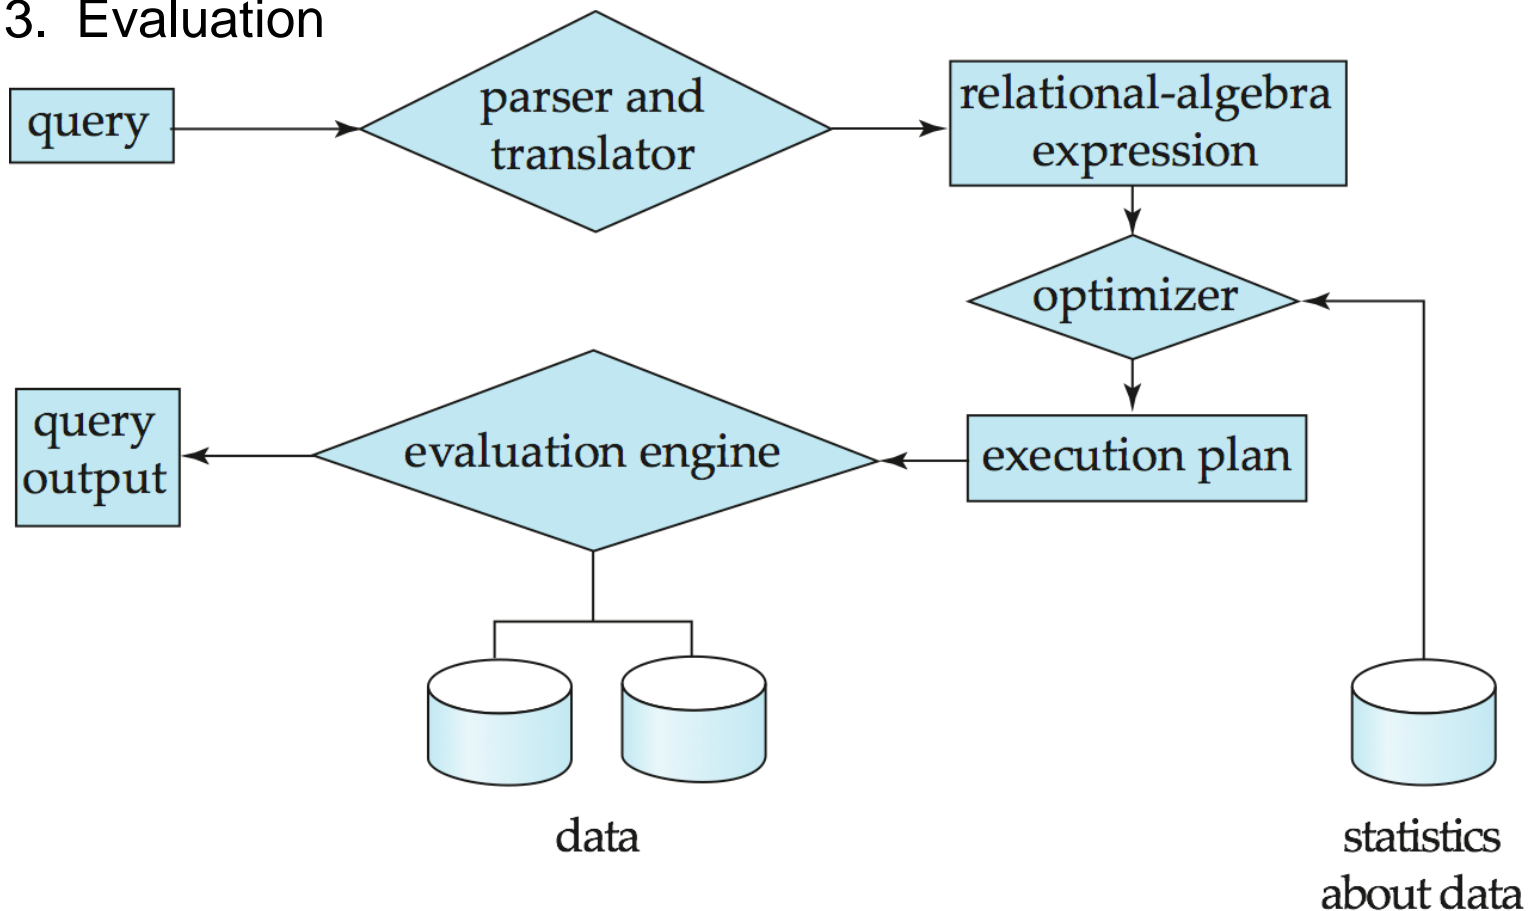 3. Evaluation
query
parser and
translator
relational-algebra
expression
optimizer
query
output
evaluation engine
execution plan
data
statistics
about data